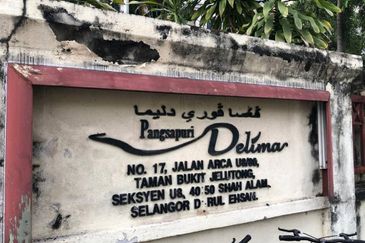 ڤڠساڤوري دليما
Pangsapuri Delima
NO. 17, JALAN ARCA U8/80,
TAMAN BUKIT JELUTONG,
SEKSYEN U8, 40150 SHAH ALAM,
SELANGOR D RUL EHSAN.